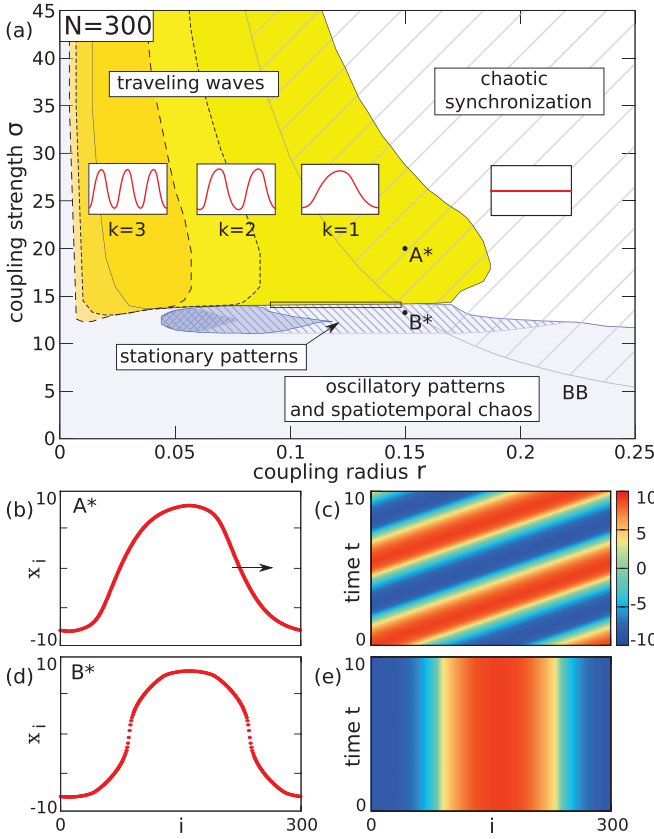 (a)
N=300
45
40
35
30
25
20
15
10
5
0
coupling strength σ
traveling waves
chaotic
synchronization
k=3
k=2
k=1
A*
B*
stationary patterns
oscillatory patterns
and spatiotemporal chaos
BB
0
0.05
0.1
0.15
0.2
0.25
coupling radius r
(b)
A*
10
x i
-10
(c)
10
time t
0
10
5
0
-5
-10
(d)
B*
10
x i
-10
0
i
300
(e)
10
time t
0
0
i
300